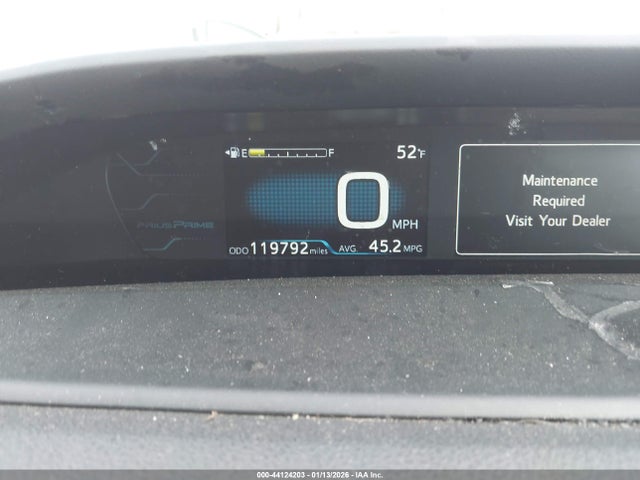 E F 52°F
0 MPH
PRIUS PRIME
ODO 119792 miles AVG. 45.2 MPG
Maintenance
Required
Visit Your Dealer
000-44124203 - 01/13/2026 - IAA Inc.